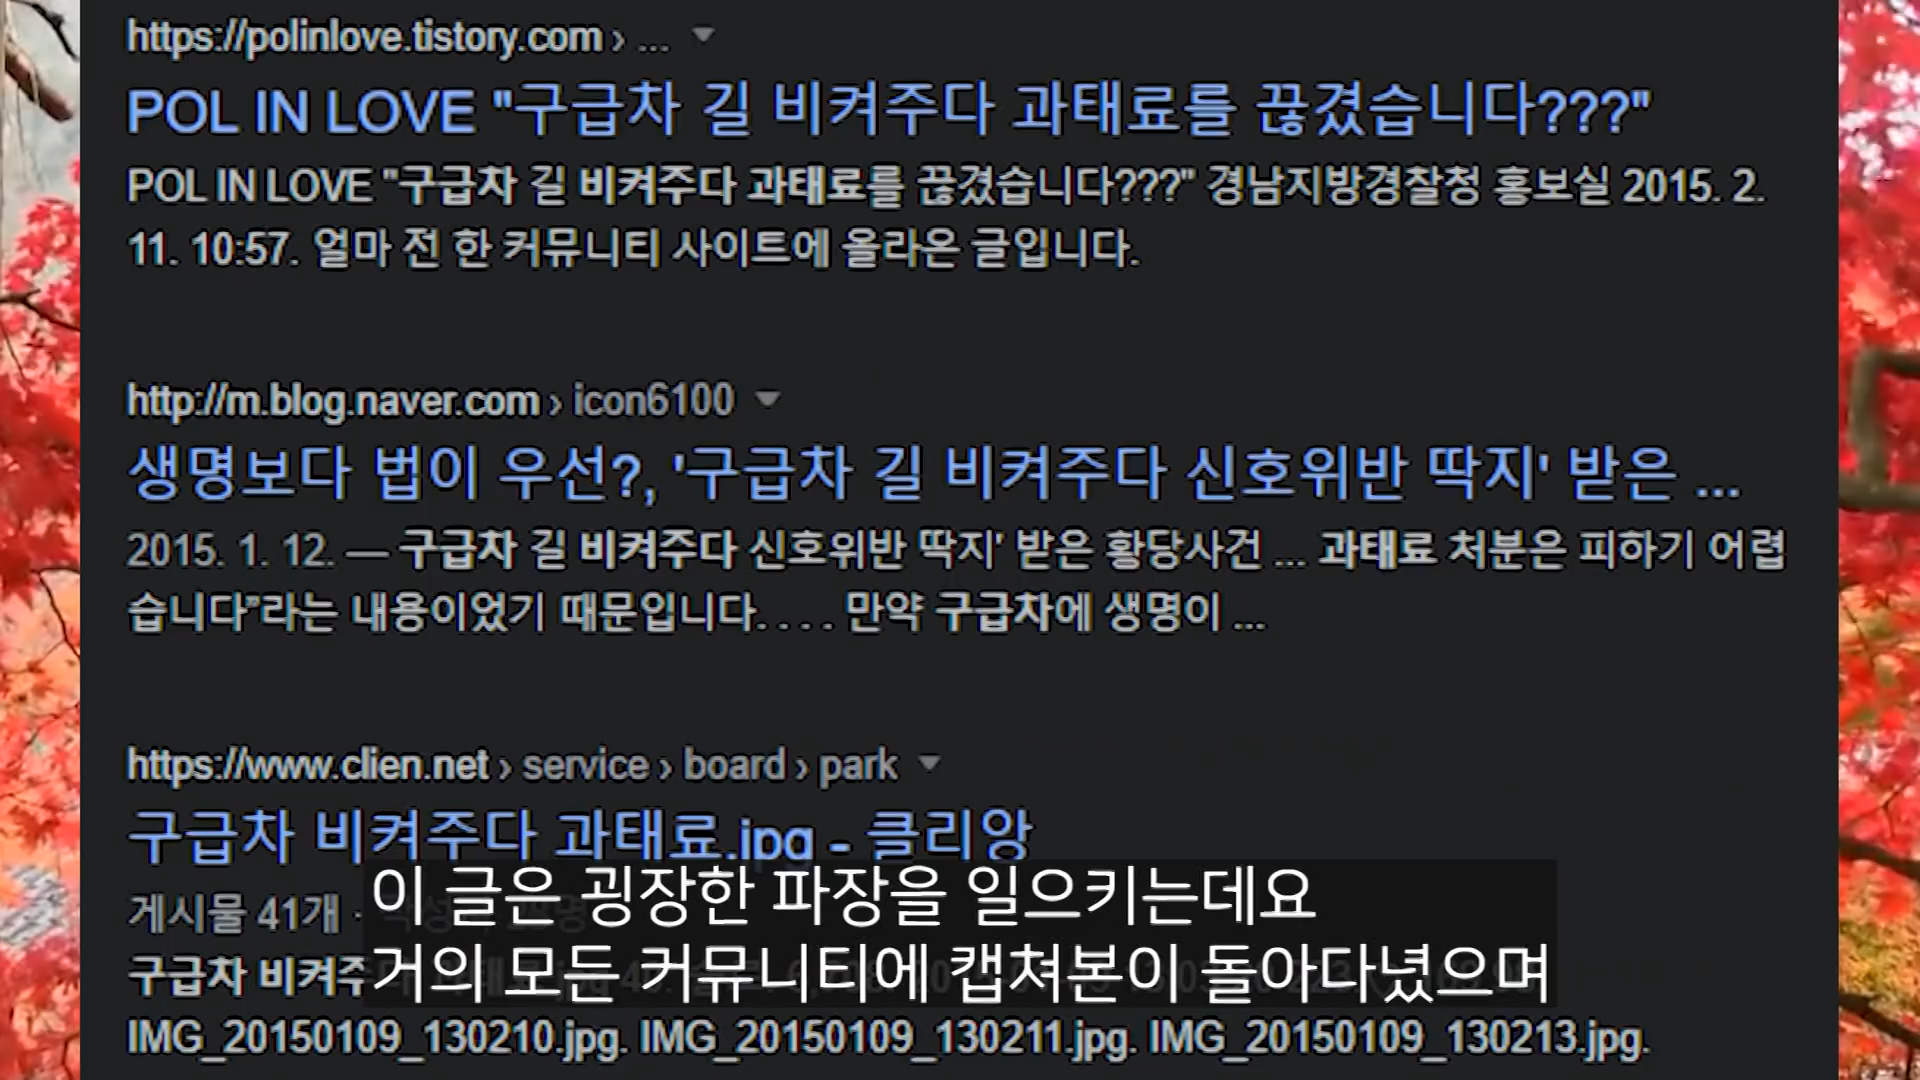 https://polinlove.tistory.com › ...
POL IN LOVE "구급차 길 비켜주다 과태료를 끊겼습니다???"
POL IN LOVE "구급차 길 비켜주다 과태료를 끊겼습니다???" 경남지방경찰청 홍보실 2015. 2.
11. 10:57. 얼마 전 한 커뮤니티 사이트에 올라온 글입니다.
http://m.blog.naver.com › icon6100
생명보다 법이 우선?, '구급차 길 비켜주다 신호위반 딱지' 받은 ...
2015. 1. 12. — 구급차 길 비켜주다 신호위반 딱지' 받은 황당사건 ... 과태료 처분은 피하기 어렵
습니다"라는 내용이었기 때문입니다. . . . 만약 구급차에 생명이 ...
https://www.clien.net › service › board › park
구급차 비켜주다 과태료.jpg - 클리앙
게시물 41개 ·
이 글은 굉장한 파장을 일으키는데요
구급차 비켜주
거의 모든 커뮤니티에 캡쳐본이 돌아다녔으며
IMG_20150109_130210.jpg. IMG_20150109_130211.jpg. IMG_20150109_130213.jpg.